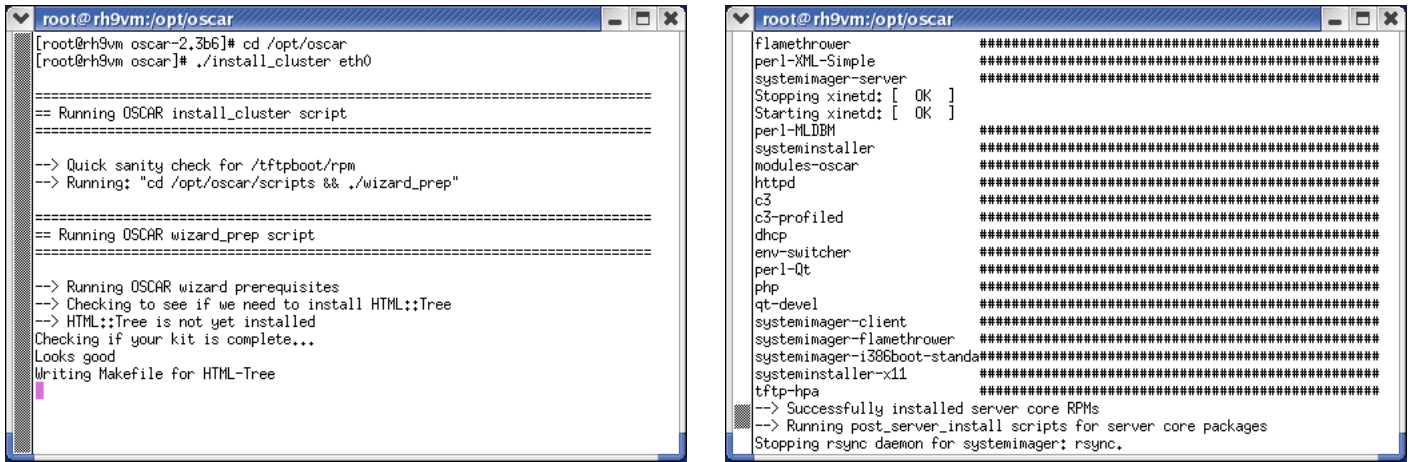 root@rh9vm:/opt/oscar
[root@rh9vm oscar-2.3b6]# cd /opt/oscar
[root@rh9vm oscar]# ./install_cluster eth0
=============================================================================
== Running OSCAR install_cluster script
=============================================================================
--> Quick sanity check for /tftpboot/rpm
--> Running: "cd /opt/oscar/scripts && ./wizard_prep"
=============================================================================
== Running OSCAR wizard_prep script
=============================================================================
--> Running OSCAR wizard prerequisites
--> Checking to see if we need to install HTML::Tree
--> HTML::Tree is not yet installed
Checking if your kit is complete...
Looks good
Writing Makefile for HTML-Tree
root@rh9vm:/opt/oscar
flamethrower ##################################################
perl-XML-Simple ##################################################
systemimager-server ##################################################
Stopping xinetd: [  OK  ]
Starting xinetd: [  OK  ]
perl-MLDBM ##################################################
systeminstaller ##################################################
modules-oscar ##################################################
httpd ##################################################
c3 ##################################################
c3-profiled ##################################################
dhcp ##################################################
env-switcher ##################################################
perl-Qt ##################################################
php ##################################################
qt-devel ##################################################
systemimager-client ##################################################
systemimager-flamethrower ##################################################
systemimager-i386boot-standa##################################################
systeminstaller-x11 ##################################################
tftp-hpa ##################################################
--> Successfully installed server core RPMs
--> Running post_server_install scripts for server core packages
Stopping rsync daemon for systemimager: rsync.